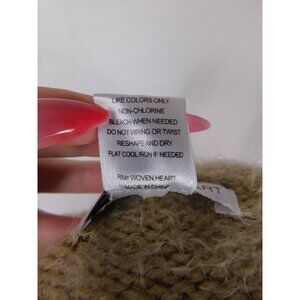 LIKE COLORS ONLY
NON-CHLORINE
BLEACH WHEN NEEDED
DO NOT WRING OR TWIST
RESHAPE AND DRY
FLAT COOL IRON IF NEEDED
RN# WOVEN HEART
MADE IN CHINA
ART